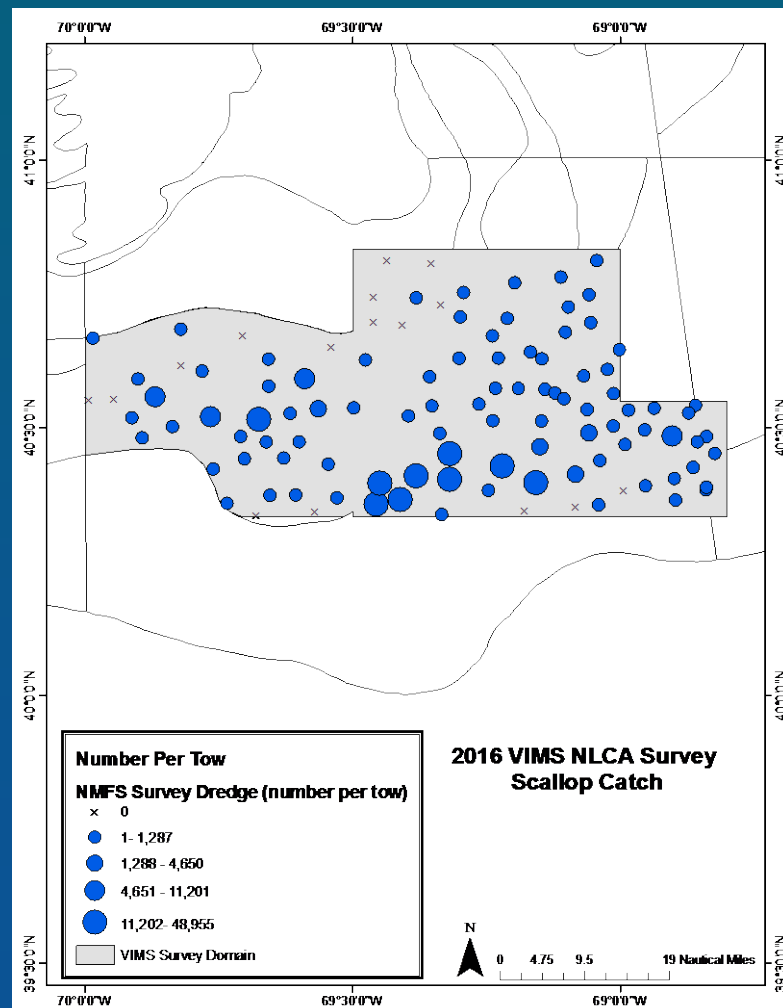 70°0'0"W 69°30'0"W 69°0'0"W
41°0'0"N 41°0'0"N
40°30'0"N 40°30'0"N
40°0'0"N 40°0'0"N
39°30'0"N 39°30'0"N
2016 VIMS NLCA Survey
Scallop Catch
Number Per Tow
NMFS Survey Dredge (number per tow)
0
1- 1,287
1,288 - 4,650
4,651 - 11,201
11,202- 48,955
VIMS Survey Domain
N
0 4.75 9.5 19 Nautical Miles
70°0'0"W 69°30'0"W 69°0'0"W